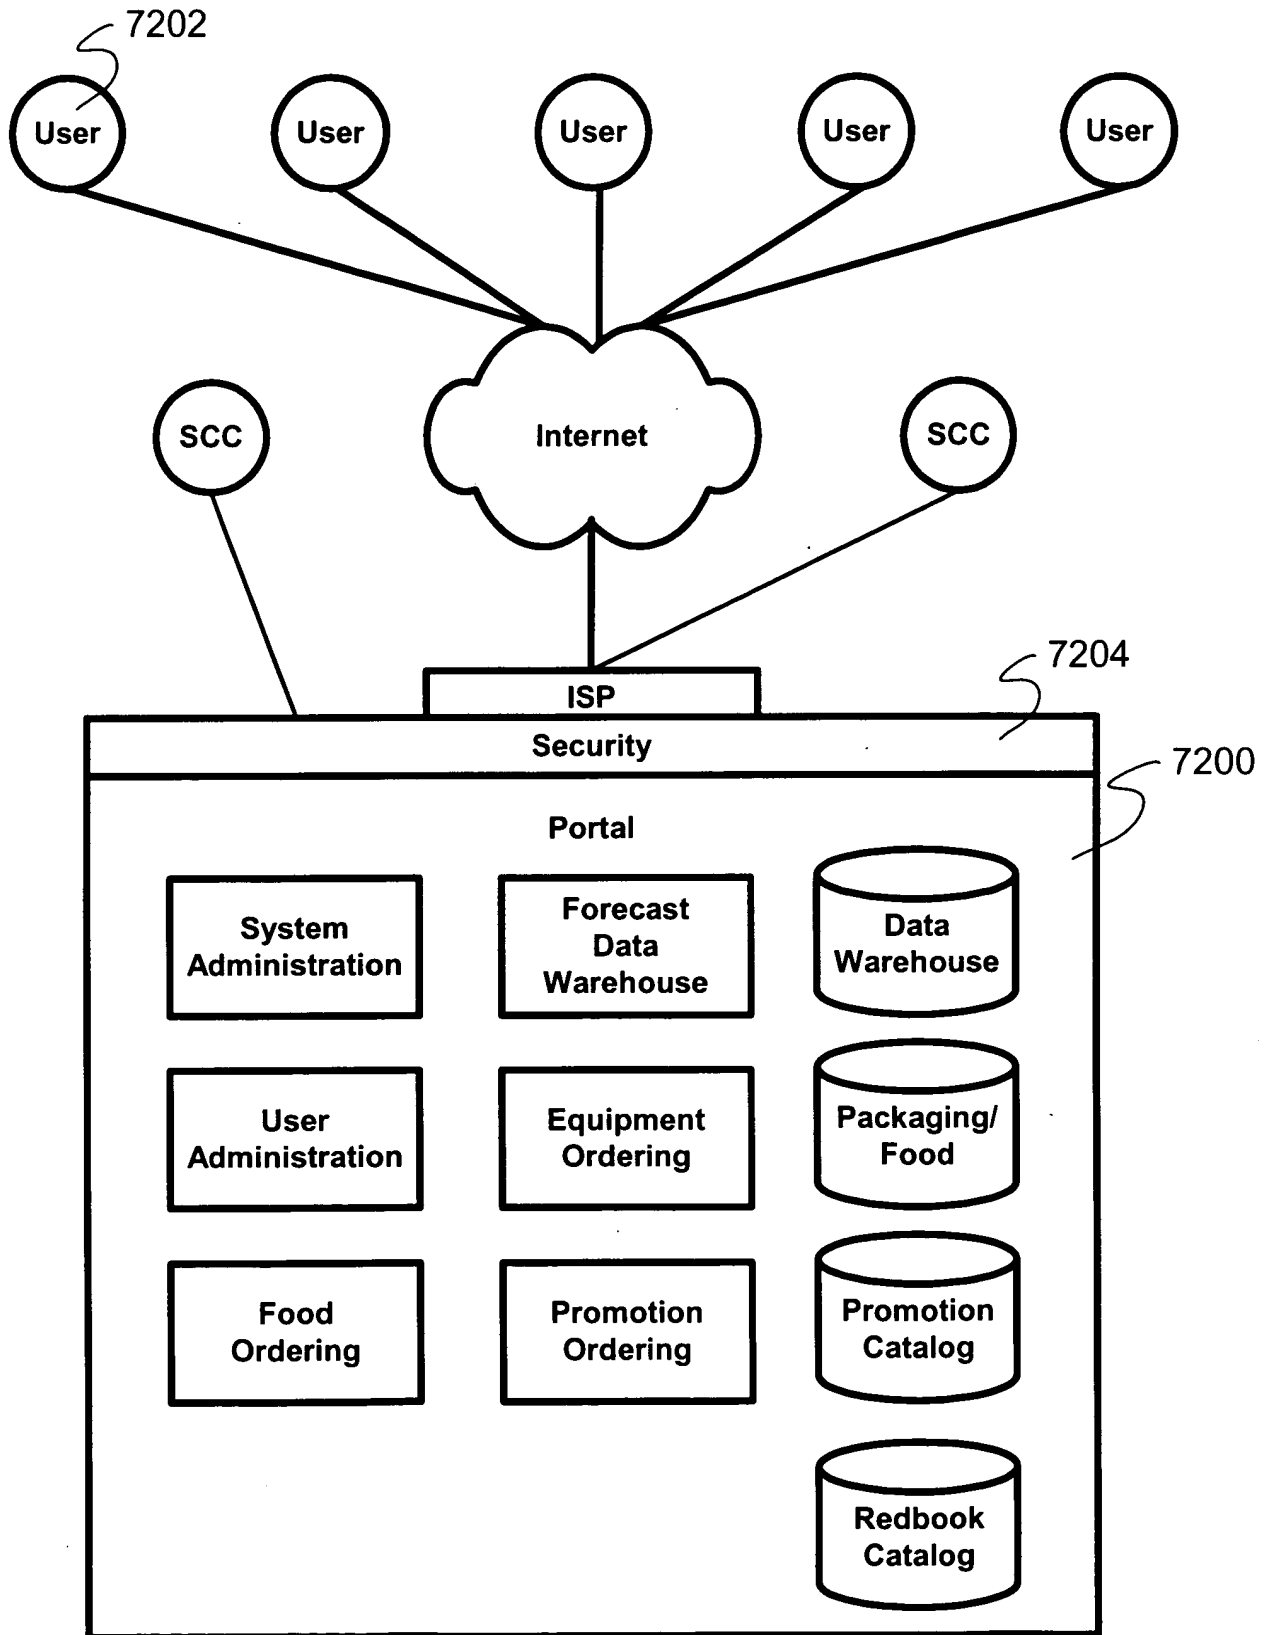 7202
User
User
User
User
User
SCC
Internet
SCC
7204
ISP
Security
7200
Portal
System
Administration
Forecast
Data
Warehouse
Data
Warehouse
User
Administration
Equipment
Ordering
Packaging/
Food
Food
Ordering
Promotion
Ordering
Promotion
Catalog
Redbook
Catalog